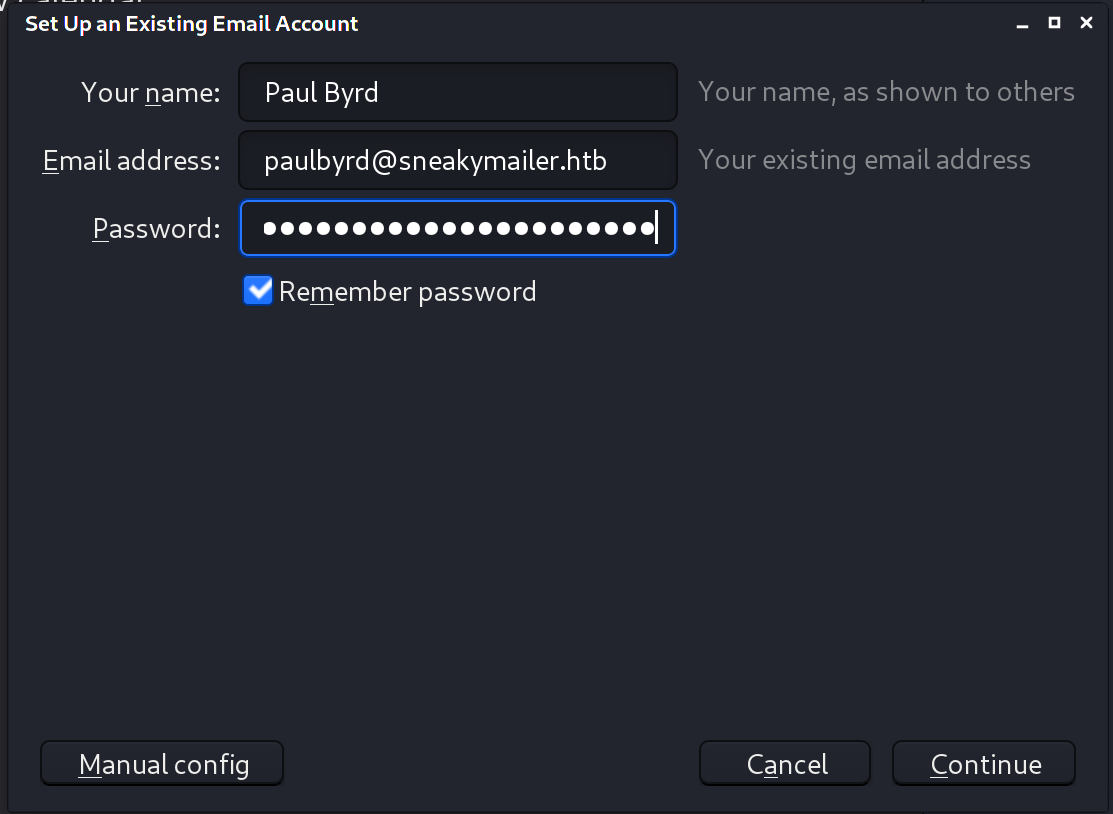 Set Up an Existing Email Account
Your name: Paul Byrd Your name, as shown to others
Email address: paulbyrd@sneakymailer.htb Your existing email address
Password: ●●●●●●●●●●●●●●●●●●●●●●
Remember password
Manual config Cancel Continue